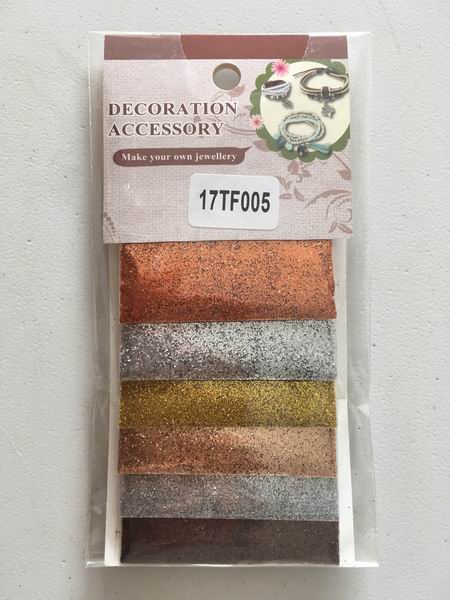 DECORATION
ACCESSORY
Make your own jewellery
17TF005